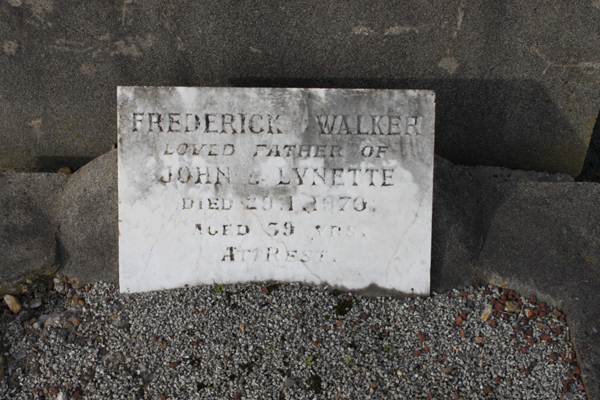 FREDERICK WALKER
LOVED FATHER OF
JOHN & LYNETTE
DIED 29.1.1970.
AGED 59 YRS.
AT REST.